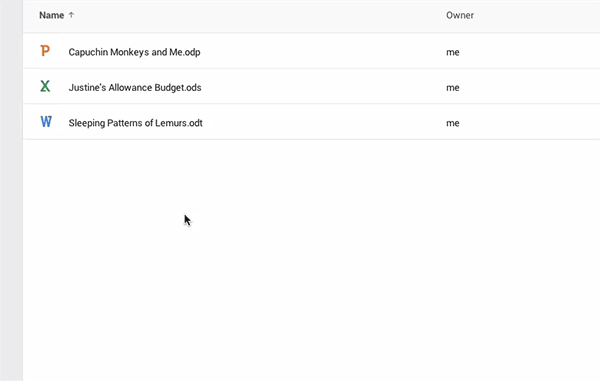 Name ↑ Owner
P Capuchin Monkeys and Me.odp me
X Justine's Allowance Budget.ods me
W Sleeping Patterns of Lemurs.odt me